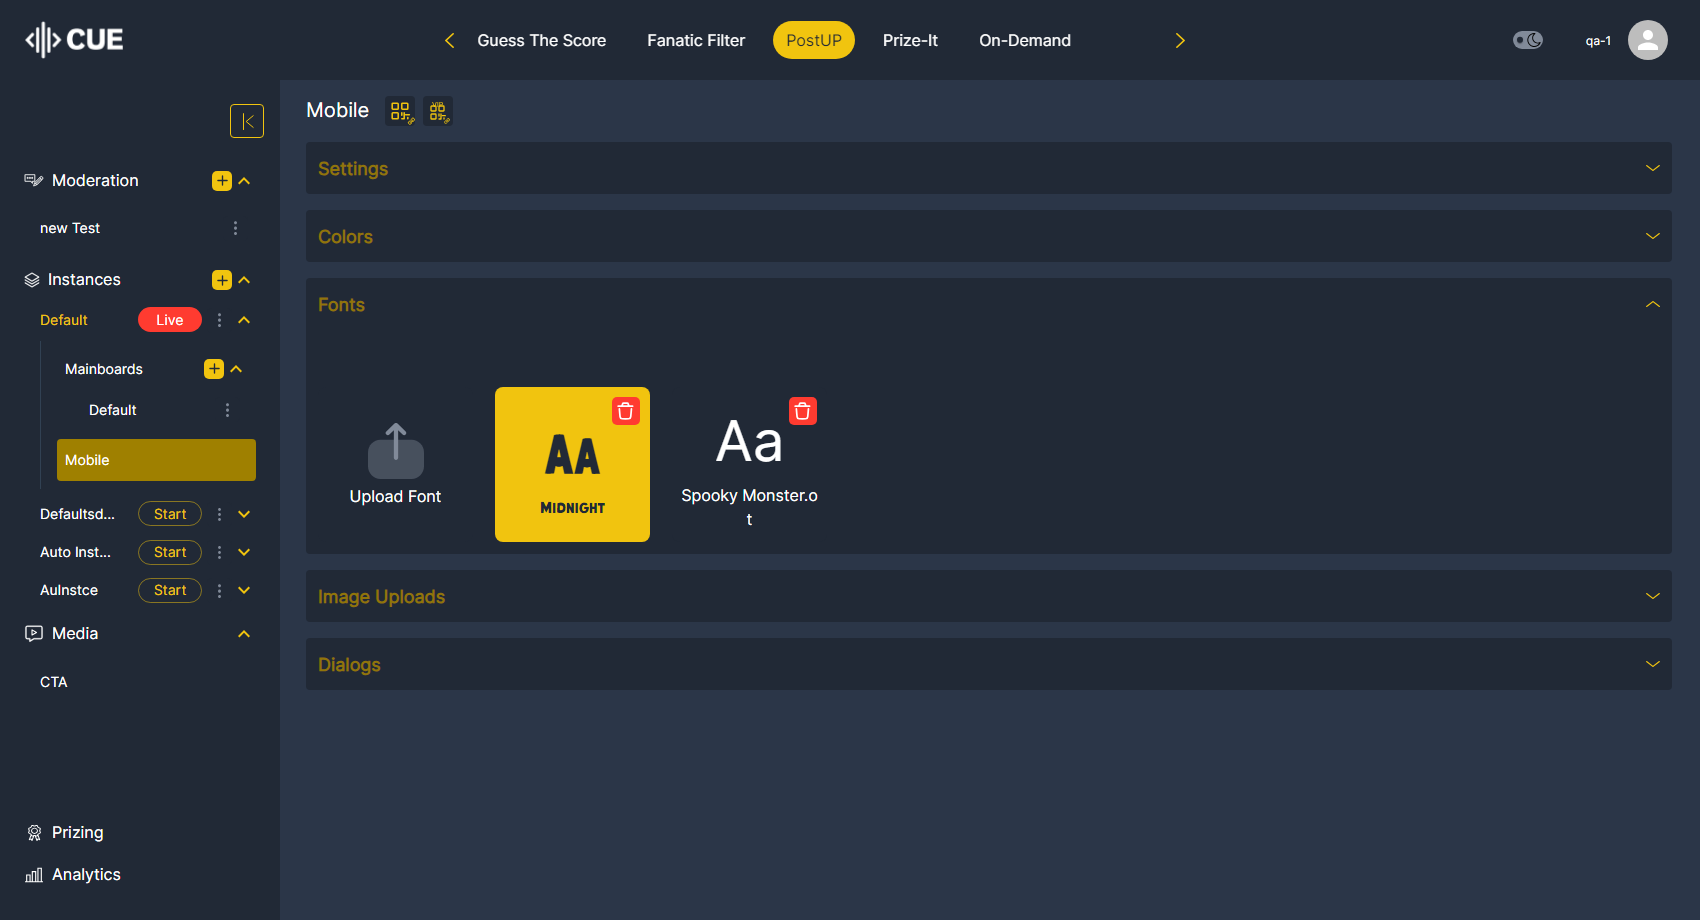 CUE
Guess The Score
Fanatic Filter
PostUP
Prize-It
On-Demand
qa-1
Mobile
Moderation
new Test
Instances
Default
Live
Mainboards
Default
Mobile
Defaultsd...
Start
Auto Inst...
Start
AuInstce
Start
Media
CTA
Prizing
Analytics
Settings
Colors
Fonts
Upload Font
Aa
Midnight
Aa
Spooky Monster.o
t
Image Uploads
Dialogs